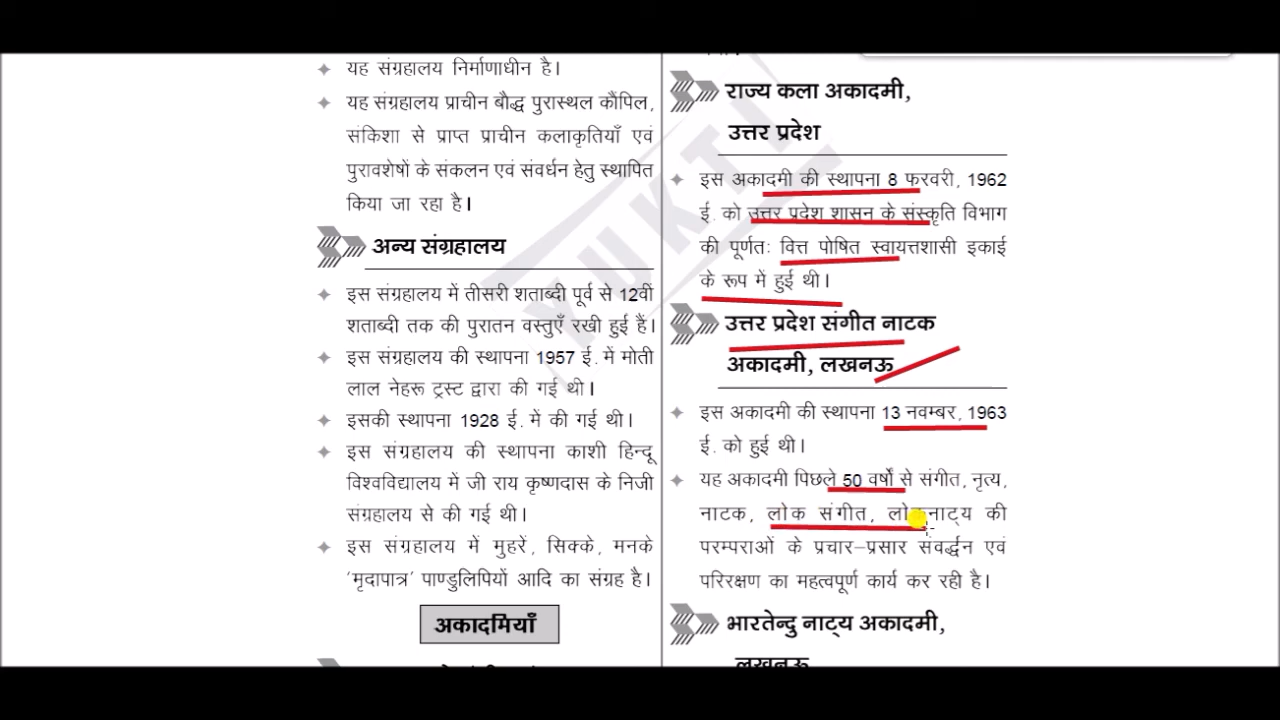 यह संग्रहालय निर्माणाधीन है।
यह संग्रहालय प्राचीन बौद्ध पुरास्थल कौंपिल,
संकिशा से प्राप्त प्राचीन कलाकृतियाँ एवं
पुरावशेषों के संकलन एवं संवर्धन हेतु स्थापित
किया जा रहा है।
अन्य संग्रहालय
इस संग्रहालय में तीसरी शताब्दी पूर्व से 12वीं
शताब्दी तक की पुरातन वस्तुएँ रखी हुई हैं।
इस संग्रहालय की स्थापना 1957 ई. में मोती
लाल नेहरू ट्रस्ट द्वारा की गई थी।
इसकी स्थापना 1928 ई. में की गई थी।
इस संग्रहालय की स्थापना काशी हिन्दू
विश्वविद्यालय में जी राय कृष्णदास के निजी
संग्रहालय से की गई थी।
इस संग्रहालय में मुहरें, सिक्के, मनके
'मृदापात्र' पाण्डुलिपियों आदि का संग्रह है।
अकादमियाँ
राज्य कला अकादमी,
उत्तर प्रदेश
इस अकादमी की स्थापना 8 फरवरी, 1962
ई. को उत्तर प्रदेश शासन के संस्कृति विभाग
की पूर्णतः वित्त पोषित स्वायत्तशासी इकाई
के रूप में हुई थी।
उत्तर प्रदेश संगीत नाटक
अकादमी, लखनऊ
इस अकादमी की स्थापना 13 नवम्बर, 1963
ई. को हुई थी।
यह अकादमी पिछले 50 वर्षों से संगीत, नृत्य,
नाटक, लोक संगीत, लोकनाट्य की
परम्पराओं के प्रचार-प्रसार संवर्द्धन एवं
परिरक्षण का महत्वपूर्ण कार्य कर रही है।
भारतेन्दु नाट्य अकादमी,
लखनऊ
YUKTI